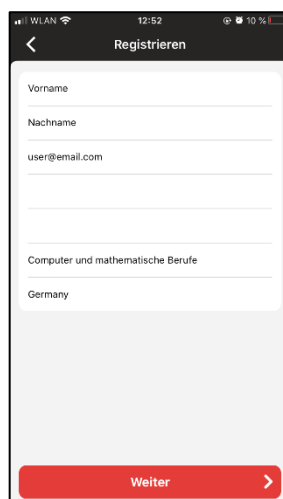 WLAN 12:52 10 %
Registrieren
Vorname
Nachname
user@email.com
Computer und mathematische Berufe
Germany
Weiter